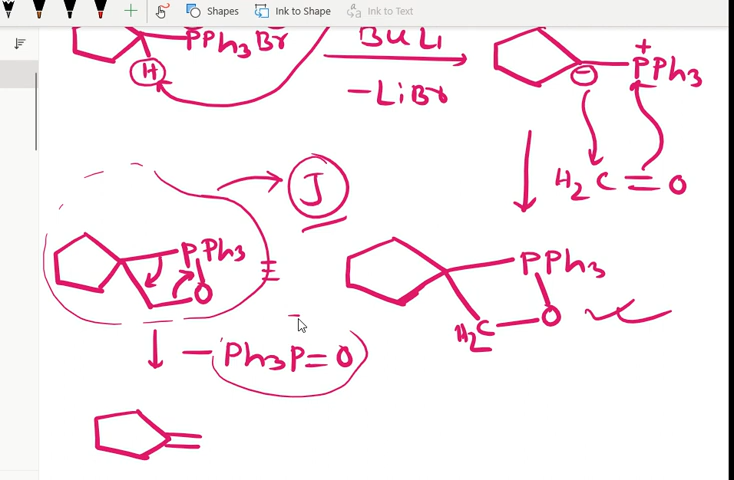 Shapes Ink to Shape Ink to Text
PPh3Br
H
BuLi
-LiBr
+
PPh3
H2C=O
J
PPh3
O
PPh3
O
H2C
- Ph3P=O